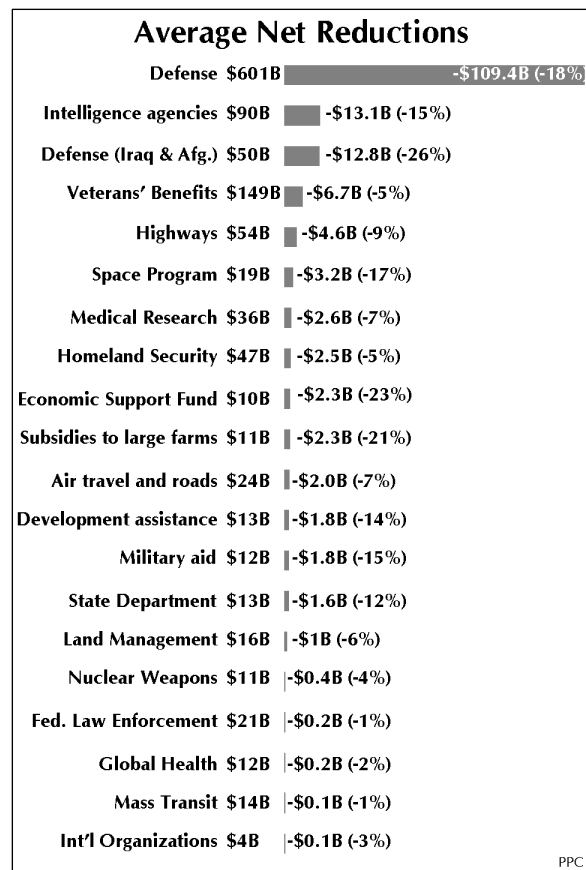 Average Net Reductions
Defense $601B -$109.4B (-18%)
Intelligence agencies $90B -$13.1B (-15%)
Defense (Iraq & Afg.) $50B -$12.8B (-26%)
Veterans' Benefits $149B -$6.7B (-5%)
Highways $54B -$4.6B (-9%)
Space Program $19B -$3.2B (-17%)
Medical Research $36B -$2.6B (-7%)
Homeland Security $47B -$2.5B (-5%)
Economic Support Fund $10B -$2.3B (-23%)
Subsidies to large farms $11B -$2.3B (-21%)
Air travel and roads $24B -$2.0B (-7%)
Development assistance $13B -$1.8B (-14%)
Military aid $12B -$1.8B (-15%)
State Department $13B -$1.6B (-12%)
Land Management $16B -$1B (-6%)
Nuclear Weapons $11B -$0.4B (-4%)
Fed. Law Enforcement $21B -$0.2B (-1%)
Global Health $12B -$0.2B (-2%)
Mass Transit $14B -$0.1B (-1%)
Int'l Organizations $4B -$0.1B (-3%)
PPC